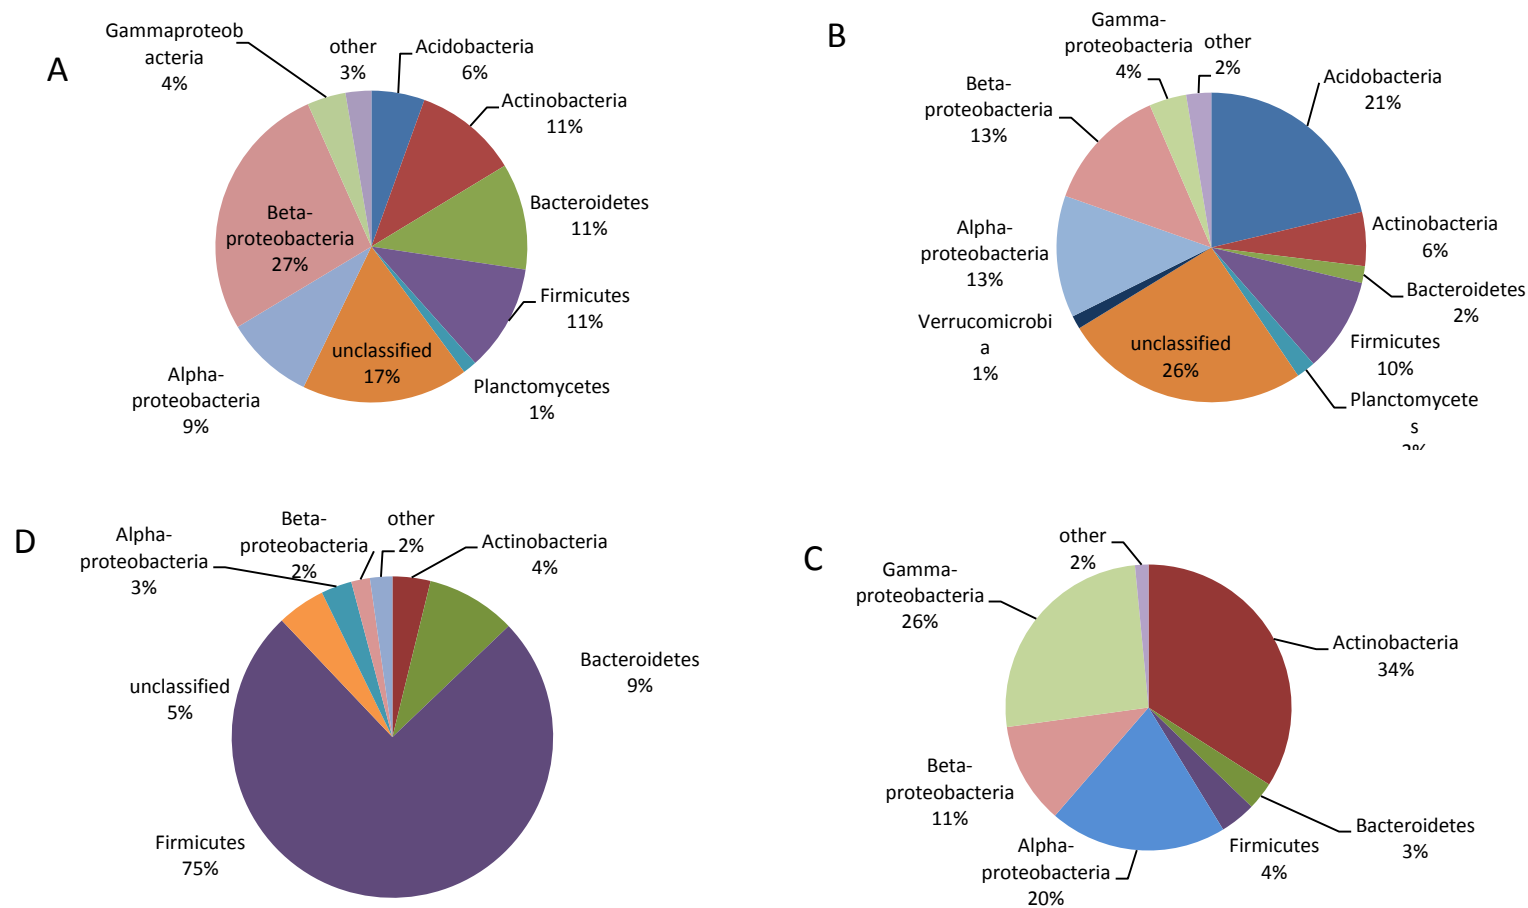 A
Gammaproteob
acteria
4%
other
3%
Acidobacteria
6%
Actinobacteria
11%
Bacteroidetes
11%
Firmicutes
11%
Planctomycetes
1%
unclassified
17%
Alpha-
proteobacteria
9%
Beta-
proteobacteria
27%
B
Gamma-
proteobacteria
4%
other
2%
Acidobacteria
21%
Actinobacteria
6%
Bacteroidetes
2%
Firmicutes
10%
Planctomycete
s
unclassified
26%
Verrucomicrobi
a
1%
Alpha-
proteobacteria
13%
Beta-
proteobacteria
13%
D
Alpha-
proteobacteria
3%
Beta-
proteobacteria
2%
other
2%
Actinobacteria
4%
Bacteroidetes
9%
Firmicutes
75%
unclassified
5%
C
other
2%
Actinobacteria
34%
Bacteroidetes
3%
Firmicutes
4%
Alpha-
proteobacteria
20%
Beta-
proteobacteria
11%
Gamma-
proteobacteria
26%